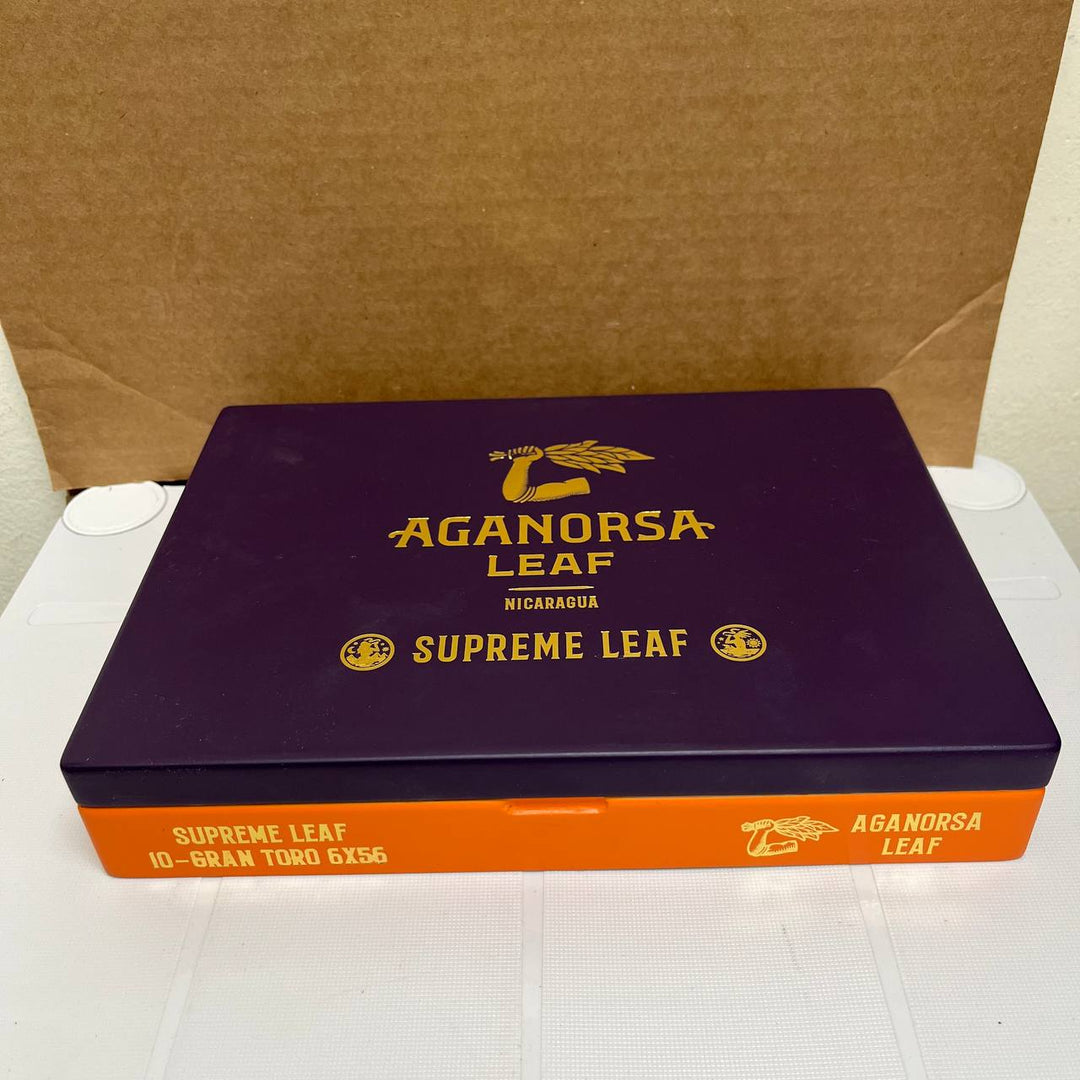 AGANORSA
LEAF
NICARAGUA
SUPREME LEAF
SUPREME LEAF
10-GRAN TORO 6X56
AGANORSA
LEAF